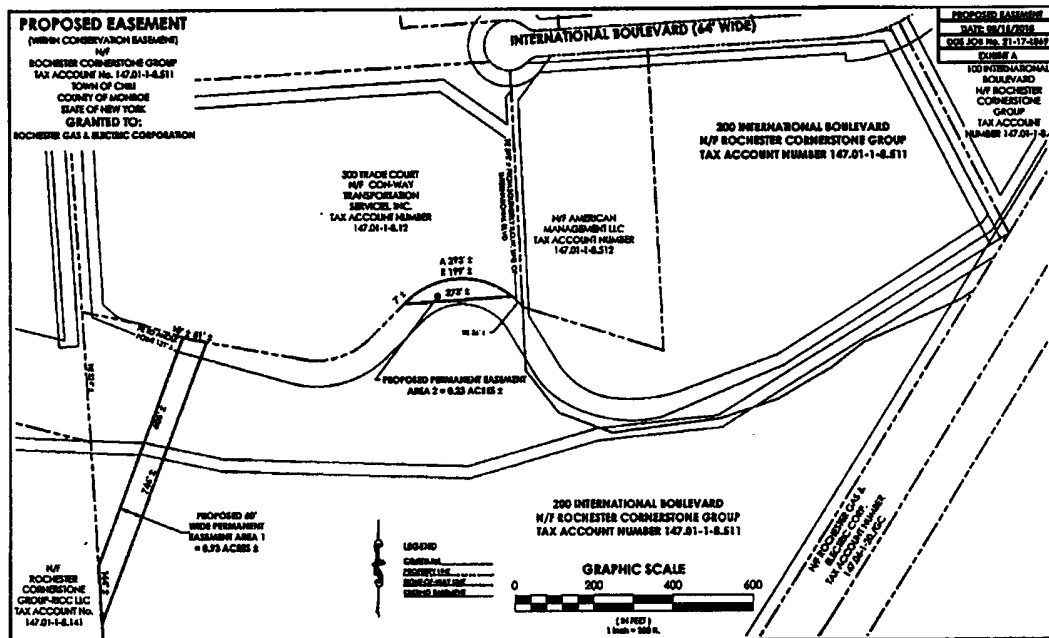 PROPOSED EASEMENT
(WITHIN CONSERVATION EASEMENT)
N/F
ROCHESTER CORNERSTONE GROUP
TAX ACCOUNT No. 147.01-1-8.511
TOWN OF CHILI
COUNTY OF MONROE
STATE OF NEW YORK
GRANTED TO:
ROCHESTER GAS & ELECTRIC CORPORATION
INTERNATIONAL BOULEVARD (64' WIDE)
PROPOSED EASEMENT
EXHIBIT A
100 INTERNATIONAL
BOULEVARD
N/F ROCHESTER
CORNERSTONE
GROUP
TAX ACCOUNT
200 INTERNATIONAL BOULEVARD
N/F ROCHESTER CORNERSTONE GROUP
TAX ACCOUNT NUMBER 147.01-1-8.511
300 TRADE COURT
N/F CON-WAY
TRANSPORTATION
SERVICES, INC.
TAX ACCOUNT NUMBER
147.01-1-8.12
N/F AMERICAN
MANAGEMENT LLC
TAX ACCOUNT NUMBER
147.01-1-8.512
A 293' ±
R 199' ±
273' ±
7' ±
PROPOSED PERMANENT EASEMENT
AREA 2 = 0.23 ACRES ±
746' ±
PROPOSED 60'
WIDE PERMANENT
EASEMENT AREA 1
= 0.93 ACRES ±
N/F
ROCHESTER
CORNERSTONE
GROUP-RICC LLC
TAX ACCOUNT No.
147.01-1-8.141
200 INTERNATIONAL BOULEVARD
N/F ROCHESTER CORNERSTONE GROUP
TAX ACCOUNT NUMBER 147.01-1-8.511
N/F ROCHESTER GAS &
ELECTRIC CORP.
TAX ACCOUNT NUMBER
LEGEND
PROPERTY LINE
GRAPHIC SCALE
0 200 400 600
( IN FEET )
1 inch = 200 ft.